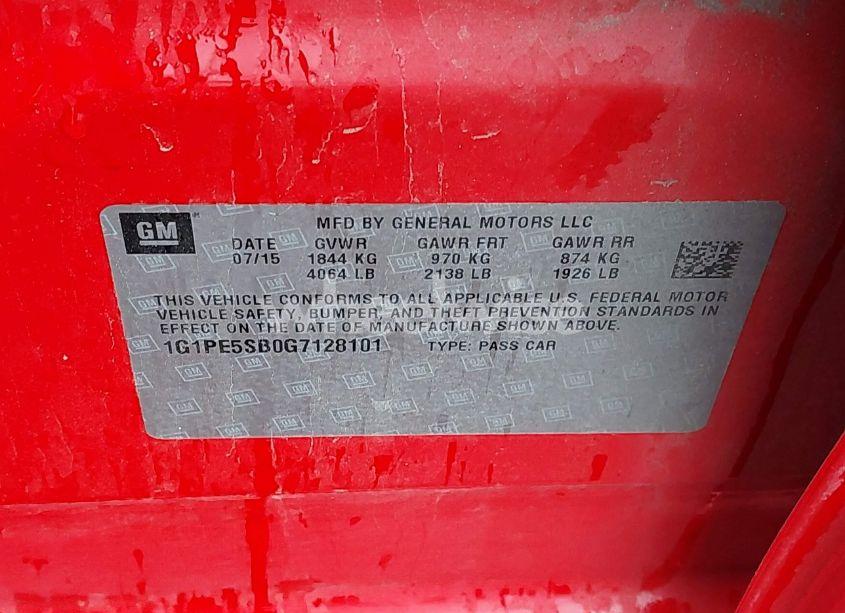 GM
MFD BY GENERAL MOTORS LLC
DATE GVWR GAWR FRT GAWR RR
07/15 1844 KG 970 KG 874 KG
4064 LB 2138 LB 1926 LB
THIS VEHICLE CONFORMS TO ALL APPLICABLE U.S. FEDERAL MOTOR
VEHICLE SAFETY, BUMPER, AND THEFT PREVENTION STANDARDS IN
EFFECT ON THE DATE OF MANUFACTURE SHOWN ABOVE.
1G1PE5SB0G7128101 TYPE: PASS CAR